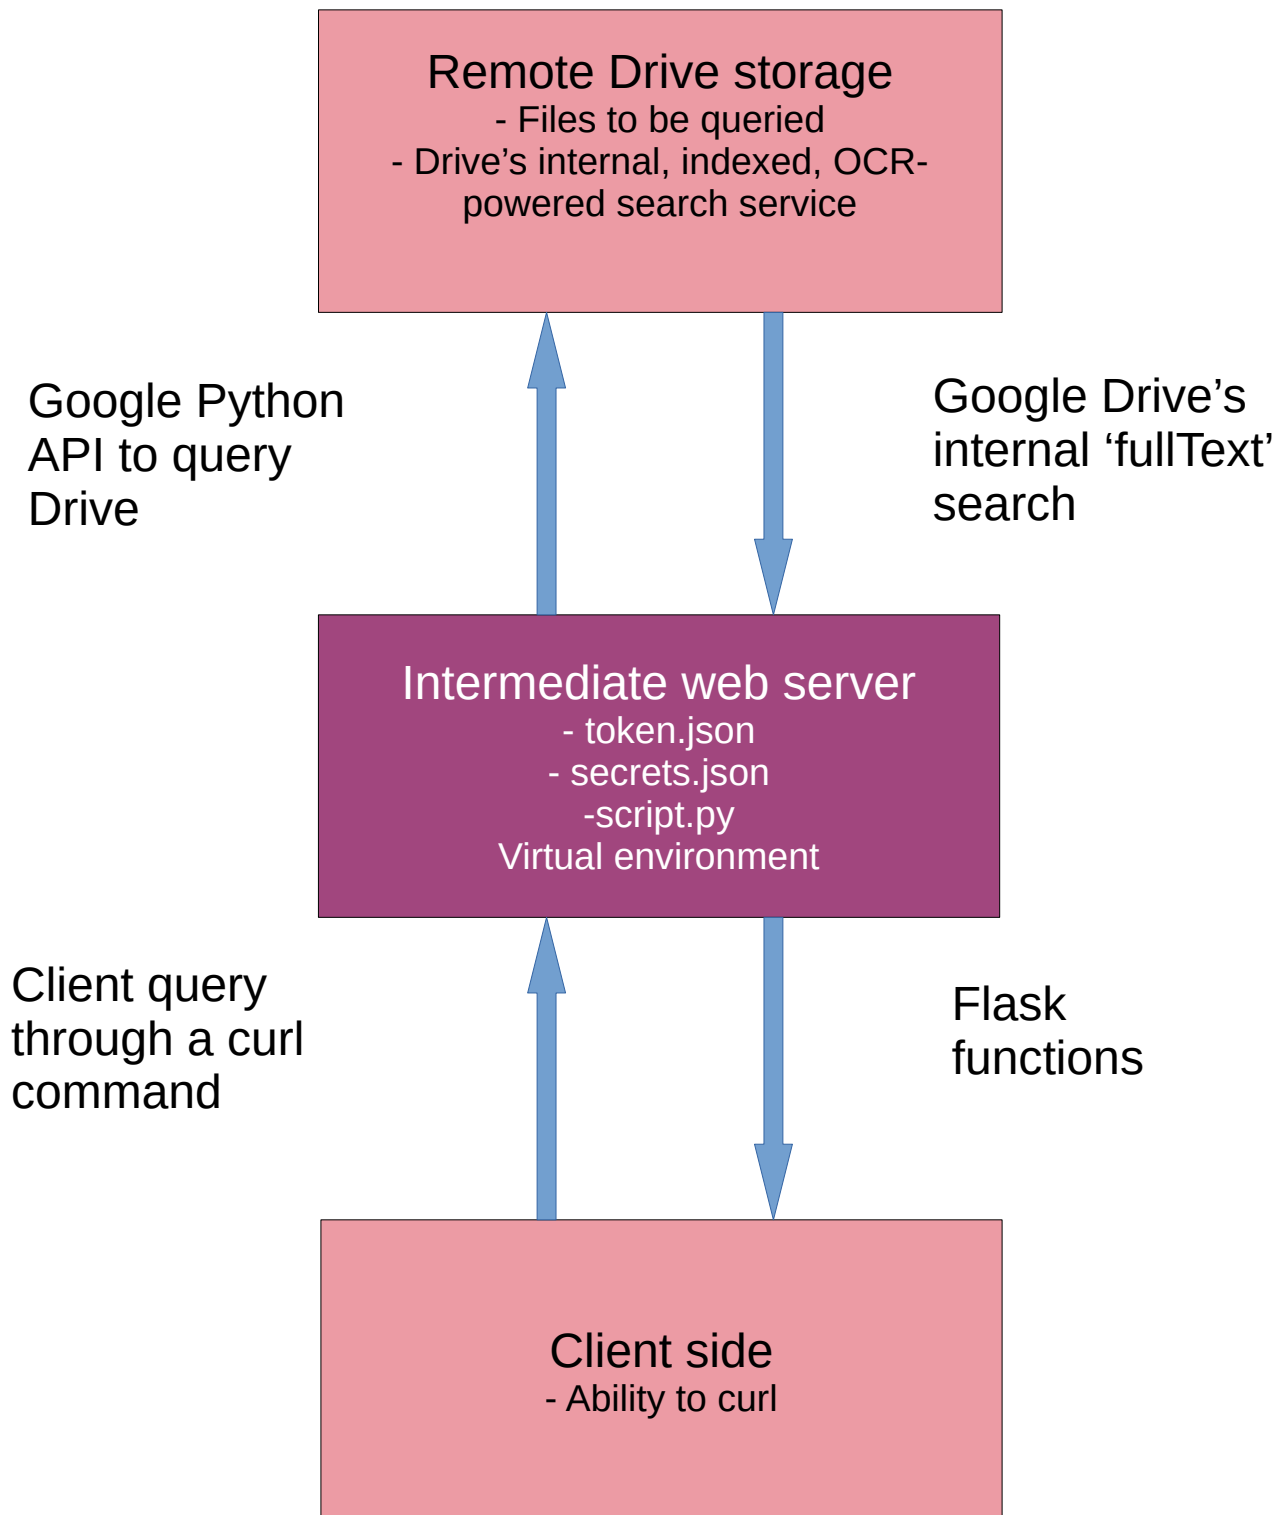 Remote Drive storage
- Files to be queried
- Drive’s internal, indexed, OCR-
powered search service
Google Python
API to query
Drive
Google Drive’s
internal ‘fullText’
search
Intermediate web server
- token.json
- secrets.json
-script.py
Virtual environment
Client query
through a curl
command
Flask
functions
Client side
- Ability to curl